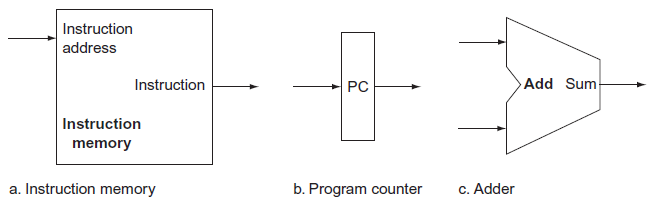 Instruction
address
Instruction
Instruction
memory
PC
Add Sum
a. Instruction memory
b. Program counter
c. Adder